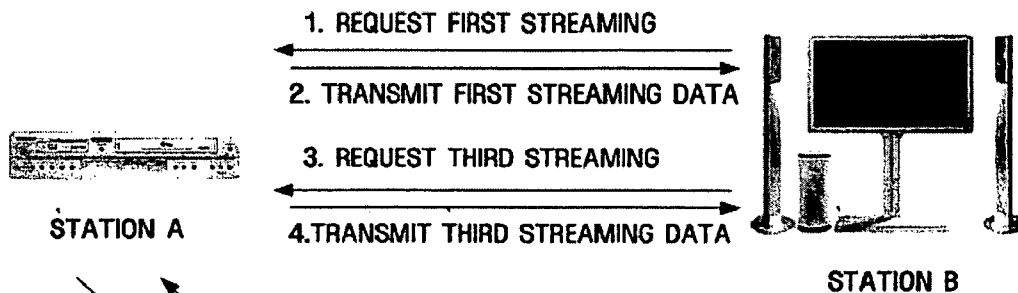 1. REQUEST FIRST STREAMING
2. TRANSMIT FIRST STREAMING DATA
3. REQUEST THIRD STREAMING
4.TRANSMIT THIRD STREAMING DATA
STATION A
STATION B